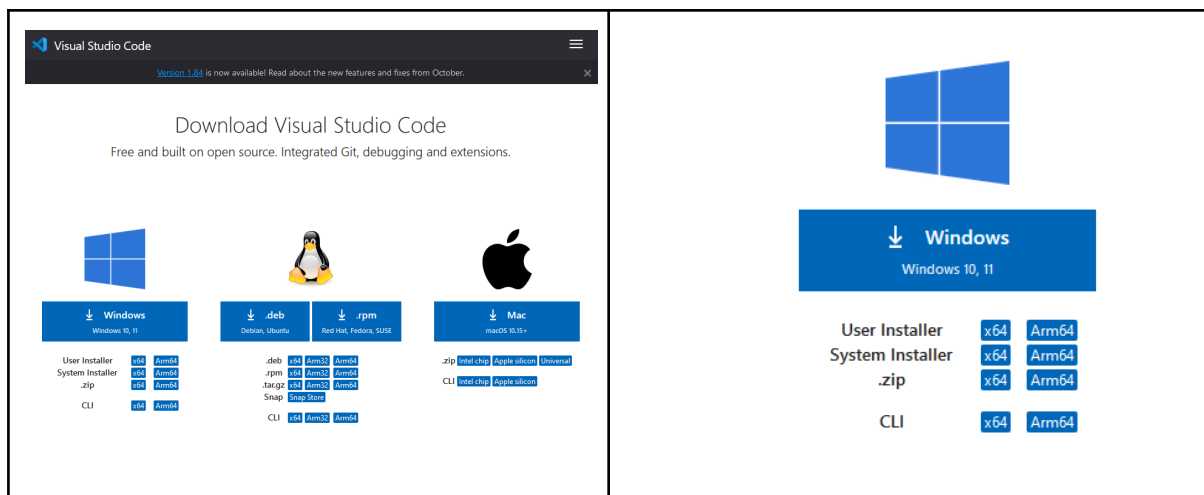 Visual Studio Code
Version 1.84 is now available! Read about the new features and fixes from October.
Download Visual Studio Code
Free and built on open source. Integrated Git, debugging and extensions.
Windows
Windows 10, 11
User Installer x64 Arm64
System Installer x64 Arm64
.zip x64 Arm64
CLI x64 Arm64
.deb
Debian, Ubuntu
.rpm
Red Hat, Fedora, SUSE
.deb x64 Arm32 Arm64
.rpm x64 Arm32 Arm64
.tar.gz x64 Arm32 Arm64
Snap Snap Store
CLI x64 Arm32 Arm64
Mac
macOS 10.15+
.zip Intel chip Apple silicon Universal
CLI Intel chip Apple silicon
Windows
Windows 10, 11
User Installer x64 Arm64
System Installer x64 Arm64
.zip x64 Arm64
CLI x64 Arm64